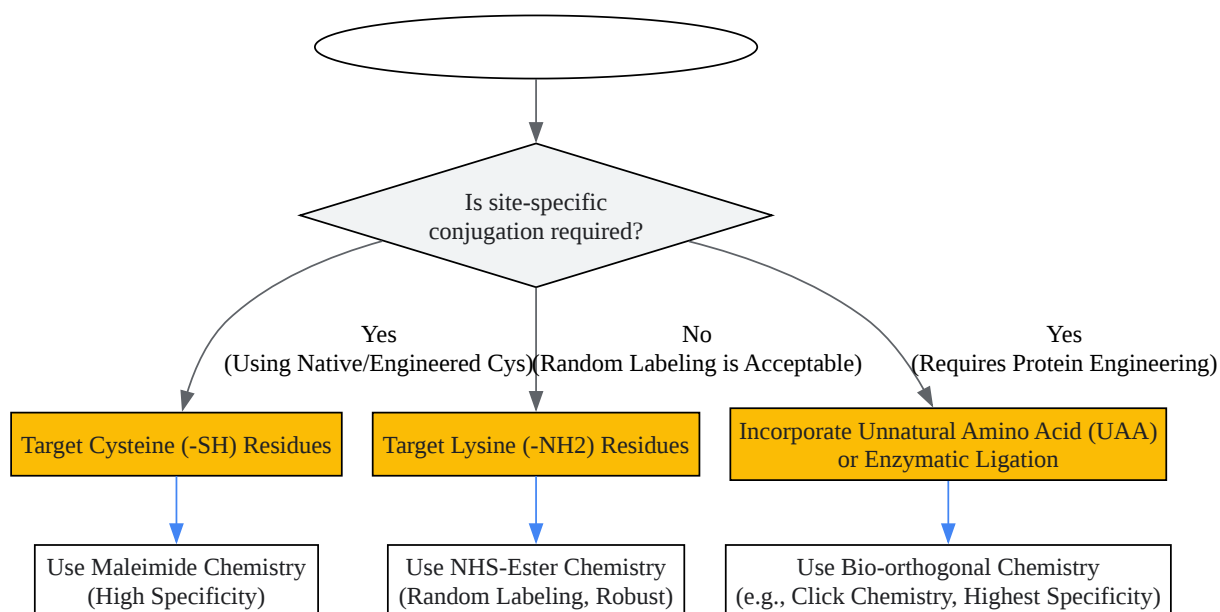 Is site-specific
conjugation required?
Yes
(Using Native/Engineered Cys)
No
(Random Labeling is Acceptable)
Yes
(Requires Protein Engineering)
Target Cysteine (-SH) Residues
Target Lysine (-NH2) Residues
Incorporate Unnatural Amino Acid (UAA)
or Enzymatic Ligation
Use Maleimide Chemistry
(High Specificity)
Use NHS-Ester Chemistry
(Random Labeling, Robust)
Use Bio-orthogonal Chemistry
(e.g., Click Chemistry, Highest Specificity)